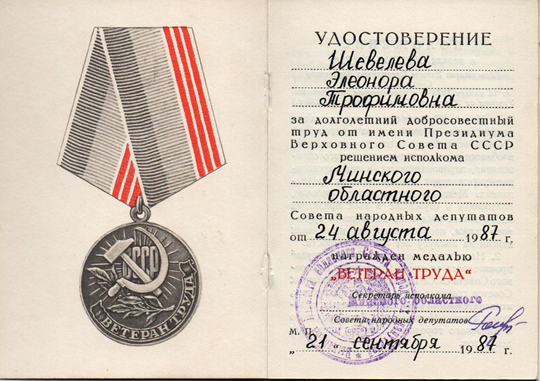 СССР
ВЕТЕРАН ТРУДА
УДОСТОВЕРЕНИЕ
Шевелева
Элеонора
Трофимовна
за долголетний добросовестный
труд от имени Президиума
Верховного Совета СССР
решением исполкома
Минского
областного
Совета народных депутатов
от 24 августа 1987 г.
награжден медалью
„ВЕТЕРАН ТРУДА“
Секретарь исполкома
Минского областного
Совета народных депутатов
М. П.
„21„ сентября 1987 г.